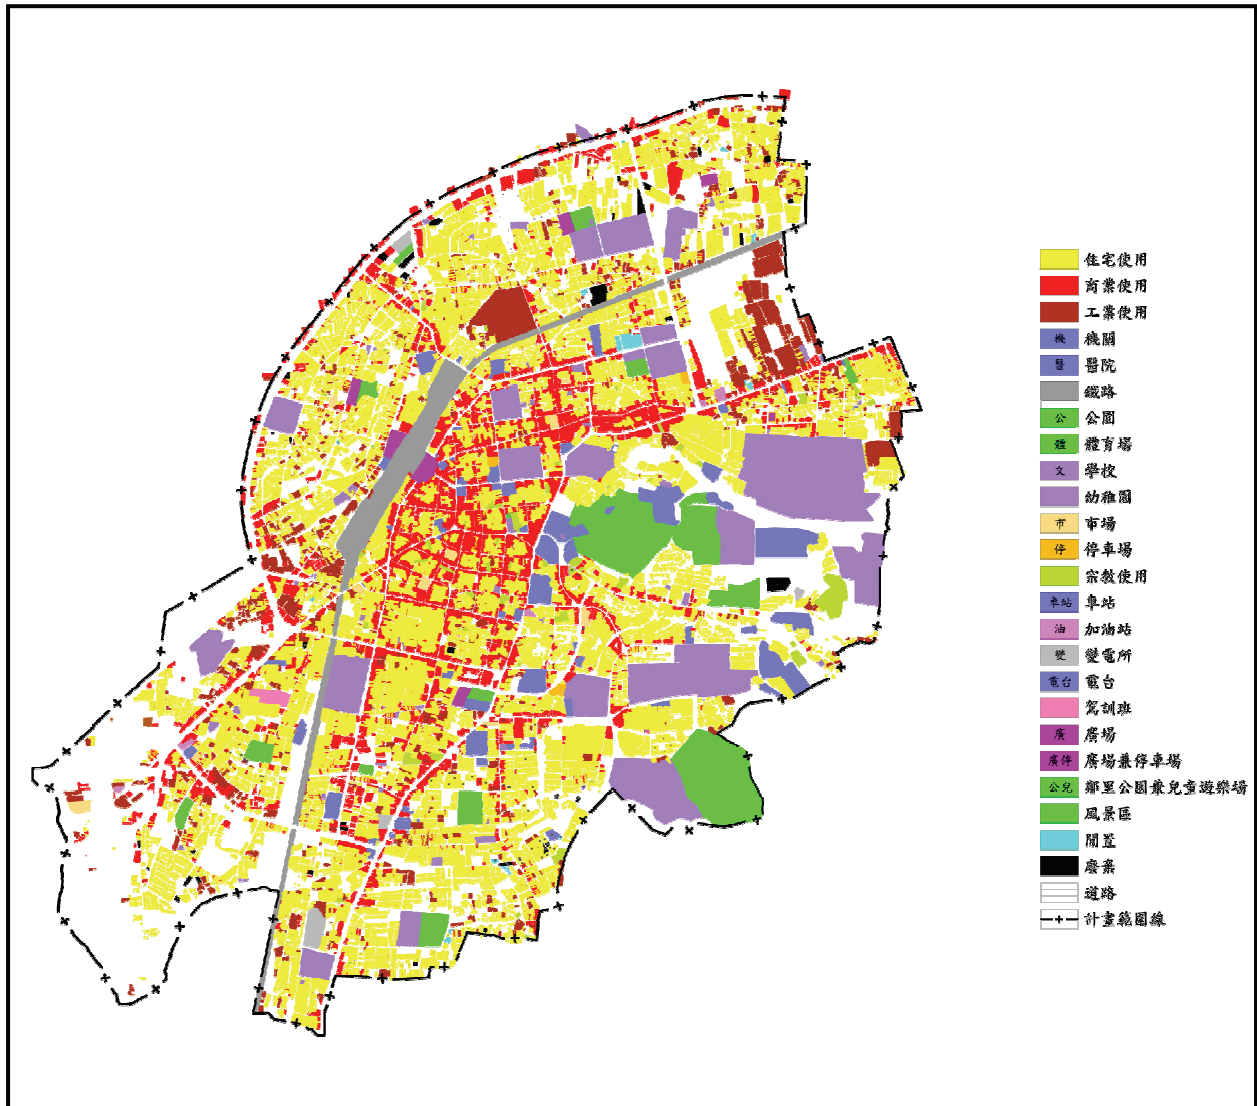 住宅使用
商業使用
工業使用
機 機關
醫 醫院
鐵路
公 公園
體 體育場
文 學校
幼稚園
市 市場
停 停車場
宗教使用
車站 車站
油 加油站
變 變電所
電台 電台
駕訓班
廣 廣場
廣停 廣場兼停車場
公兒 鄰里公園兼兒童遊樂場
風景區
閒置
廢棄
道路
計畫範圍線